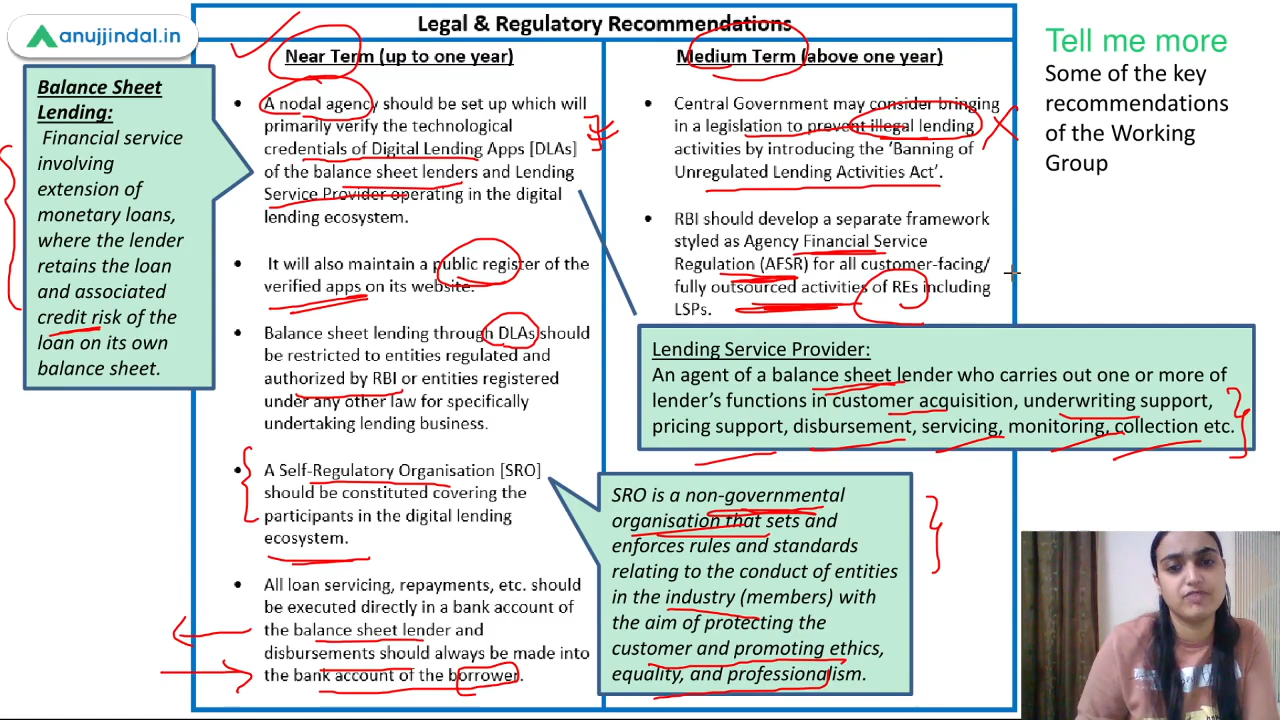 anujjindal.in
Legal & Regulatory Recommendations
Balance Sheet
Lending:
Financial service
involving
extension of
monetary loans,
where the lender
retains the loan
and associated
credit risk of the
loan on its own
balance sheet.
Near Term (up to one year)
• A nodal agency should be set up which will
primarily verify the technological
credentials of Digital Lending Apps [DLAs]
of the balance sheet lenders and Lending
Service Provider operating in the digital
lending ecosystem.
• It will also maintain a public register of the
verified apps on its website.
• Balance sheet lending through DLAs should
be restricted to entities regulated and
authorized by RBI or entities registered
under any other law for specifically
undertaking lending business.
• A Self-Regulatory Organisation [SRO]
should be constituted covering the
participants in the digital lending
ecosystem.
• All loan servicing, repayments, etc. should
be executed directly in a bank account of
the balance sheet lender and
disbursements should always be made into
the bank account of the borrower.
Medium Term (above one year)
• Central Government may consider bringing
in a legislation to prevent illegal lending
activities by introducing the ‘Banning of
Unregulated Lending Activities Act’.
• RBI should develop a separate framework
styled as Agency Financial Service
Regulation (AFSR) for all customer-facing/
fully outsourced activities of REs including
LSPs.
Lending Service Provider:
An agent of a balance sheet lender who carries out one or more of
lender’s functions in customer acquisition, underwriting support,
pricing support, disbursement, servicing, monitoring, collection etc.
SRO is a non-governmental
organisation that sets and
enforces rules and standards
relating to the conduct of entities
in the industry (members) with
the aim of protecting the
customer and promoting ethics,
equality, and professionalism.
Tell me more
Some of the key
recommendations
of the Working
Group